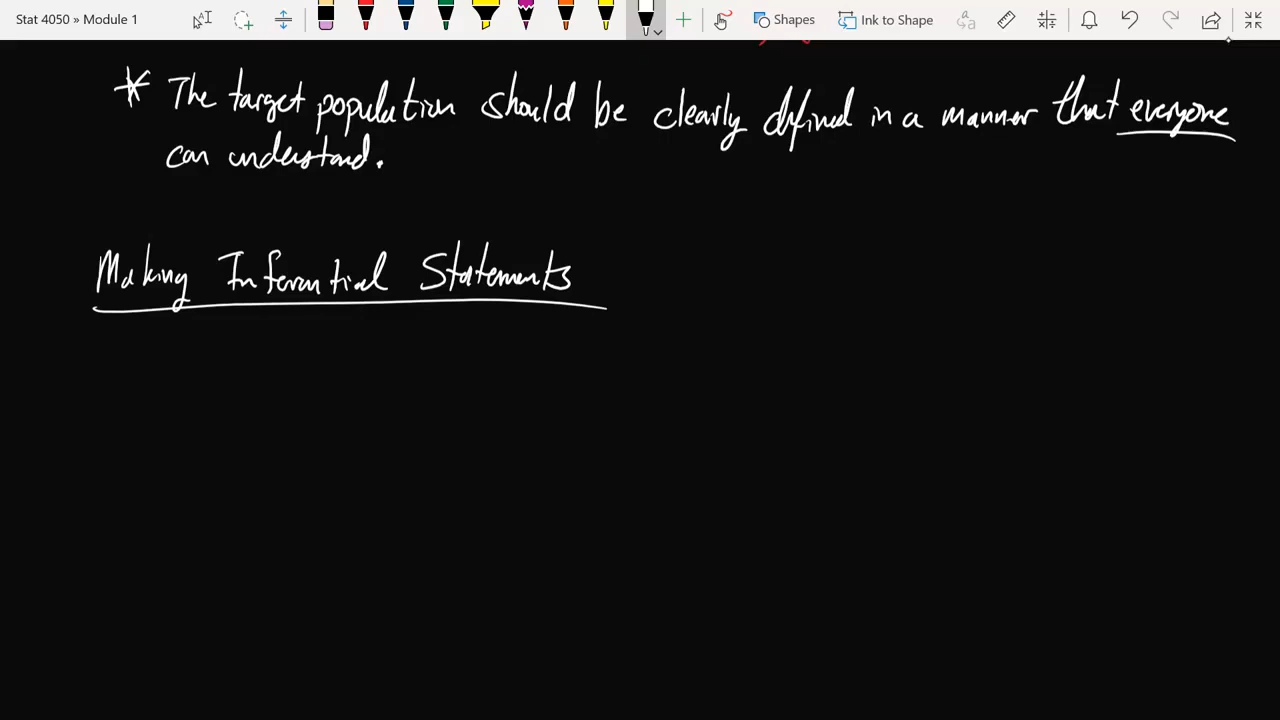 Stat 4050 » Module 1
Shapes
Ink to Shape
* The target population should be clearly defined in a manner that everyone
can understand.
Making Inferential Statements